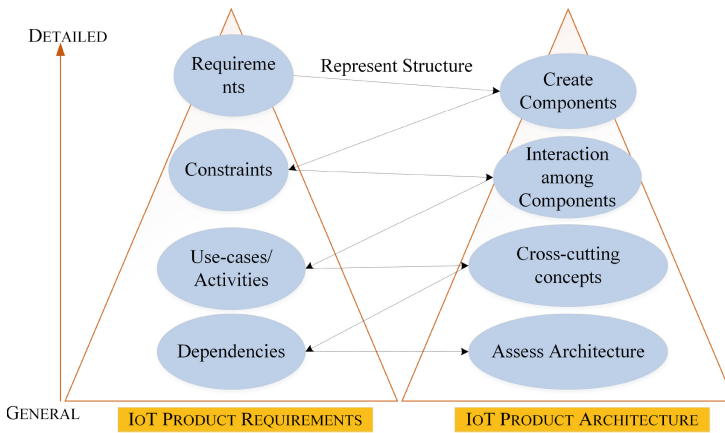 DETAILED
Requireme
nts
Represent Structure
Create
Components
Constraints
Interaction
among
Components
Use-cases/
Activities
Cross-cutting
concepts
Dependencies
Assess Architecture
GENERAL
IOT PRODUCT REQUIREMENTS
IOT PRODUCT ARCHITECTURE